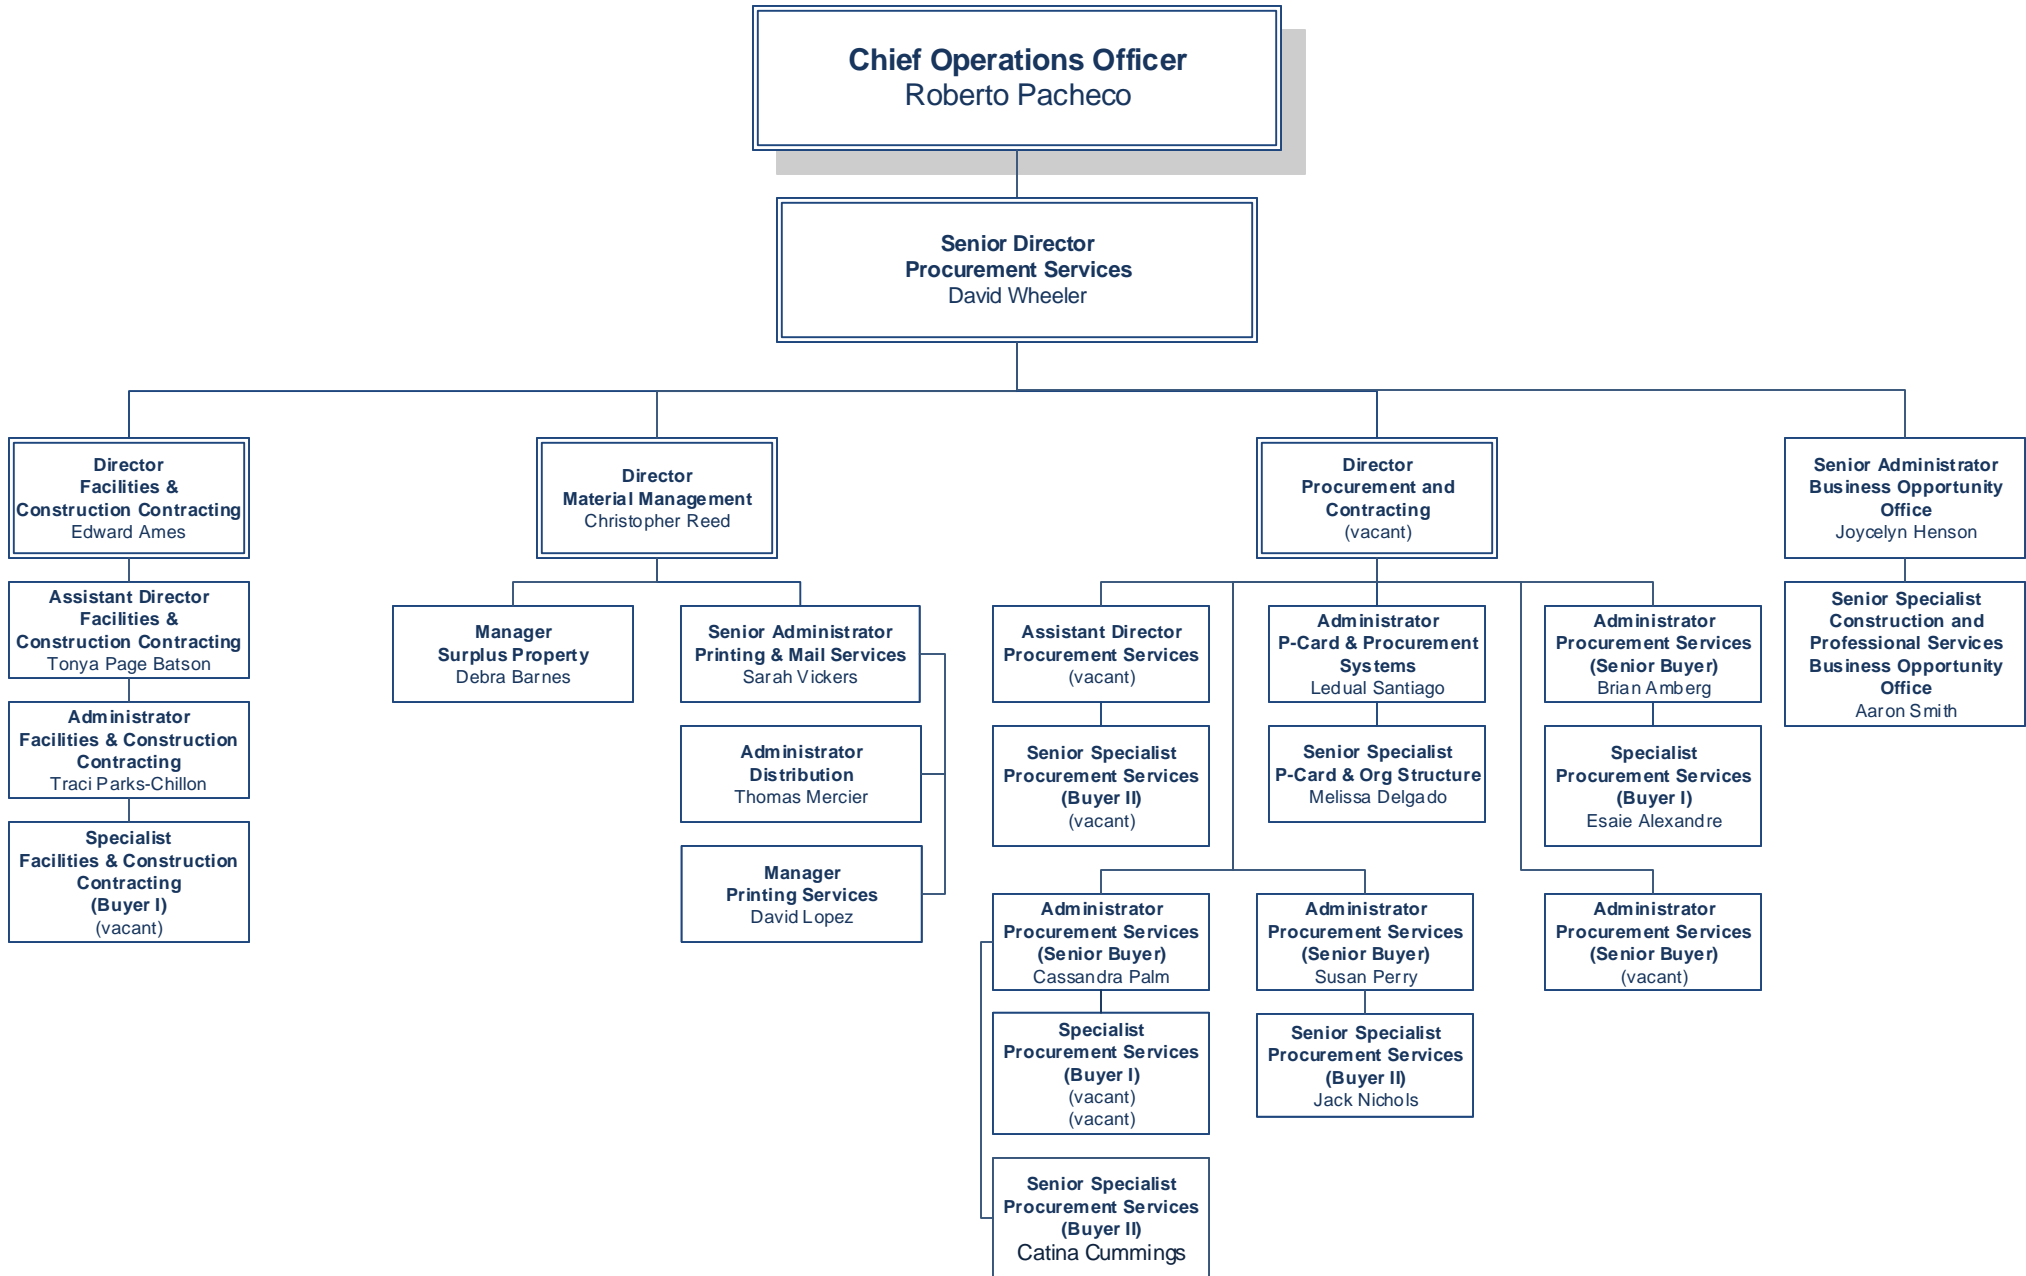 Chief Operations Officer
Roberto Pacheco
Senior Director
Procurement Services
David Wheeler
Director
Facilities &
Construction Contracting
Edward Ames
Assistant Director
Facilities &
Construction Contracting
Tonya Page Batson
Administrator
Facilities & Construction
Contracting
Traci Parks-Chillon
Specialist
Facilities & Construction
Contracting
(Buyer I)
(vacant)
Director
Material Management
Christopher Reed
Manager
Surplus Property
Debra Barnes
Senior Administrator
Printing & Mail Services
Sarah Vickers
Administrator
Distribution
Thomas Mercier
Manager
Printing Services
David Lopez
Director
Procurement and
Contracting
(vacant)
Assistant Director
Procurement Services
(vacant)
Senior Specialist
Procurement Services
(Buyer II)
(vacant)
Administrator
P-Card & Procurement
Systems
Ledual Santiago
Senior Specialist
P-Card & Org Structure
Melissa Delgado
Administrator
Procurement Services
(Senior Buyer)
Brian Amberg
Specialist
Procurement Services
(Buyer I)
Esaie Alexandre
Administrator
Procurement Services
(Senior Buyer)
Cassandra Palm
Specialist
Procurement Services
(Buyer I)
(vacant)
(vacant)
Senior Specialist
Procurement Services
(Buyer II)
Catina Cummings
Administrator
Procurement Services
(Senior Buyer)
Susan Perry
Senior Specialist
Procurement Services
(Buyer II)
Jack Nichols
Administrator
Procurement Services
(Senior Buyer)
(vacant)
Senior Administrator
Business Opportunity
Office
Joycelyn Henson
Senior Specialist
Construction and
Professional Services
Business Opportunity
Office
Aaron Smith